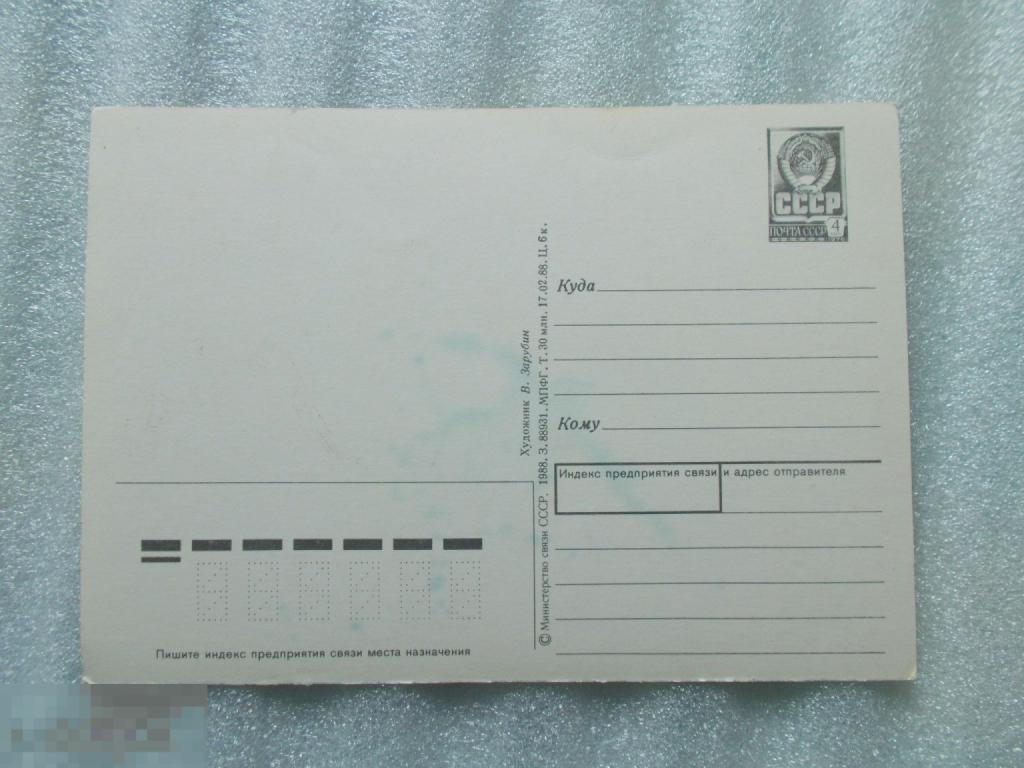 СССР
ПОЧТА СССР 4
Куда
Кому
Индекс предприятия связи и адрес отправителя
Художник В. Зарубин
© Министерство связи СССР. 1988. З. 88931. МПФГ. Т. 30 млн. 17.02.88. Ц. 6 к.
Пишите индекс предприятия связи места назначения